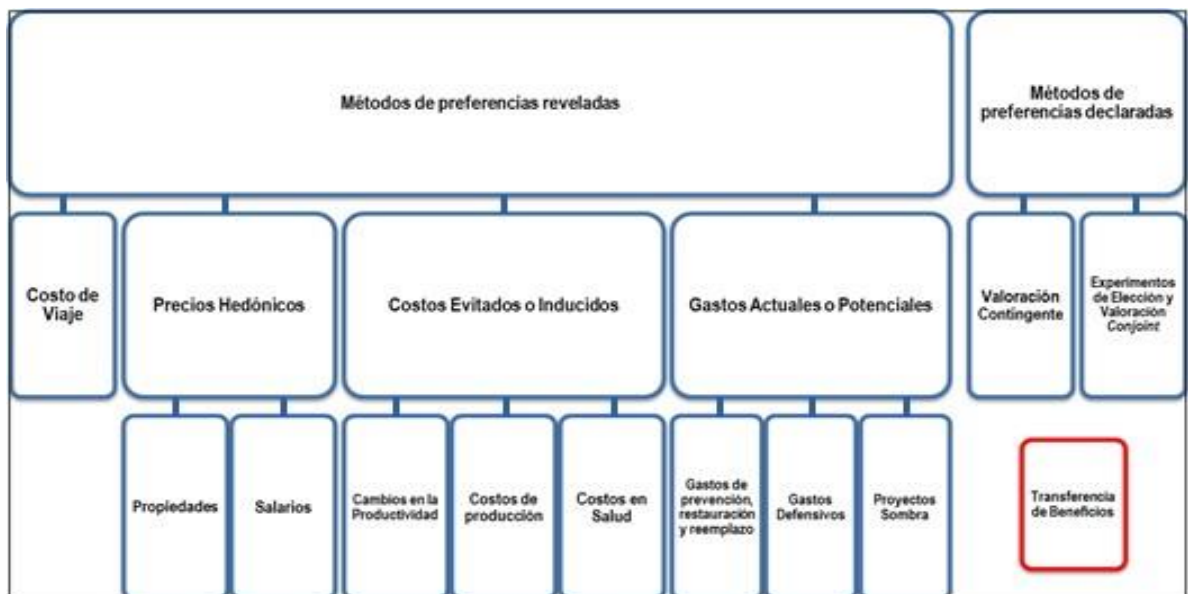 Métodos de preferencias reveladas
Métodos de
preferencias declaradas
Costo de
Viaje
Precios Hedónicos
Costos Evitados o Inducidos
Gastos Actuales o Potenciales
Valoración
Contingente
Experimentos
de Elección y
Valoración
Conjoint
Propiedades
Salarios
Cambios en la
Productividad
Costos de
producción
Costos en
Salud
Gastos de
prevención,
restauración
y reemplazo
Gastos
Defensivos
Proyectos
Sombra
Transferencia
de Beneficios